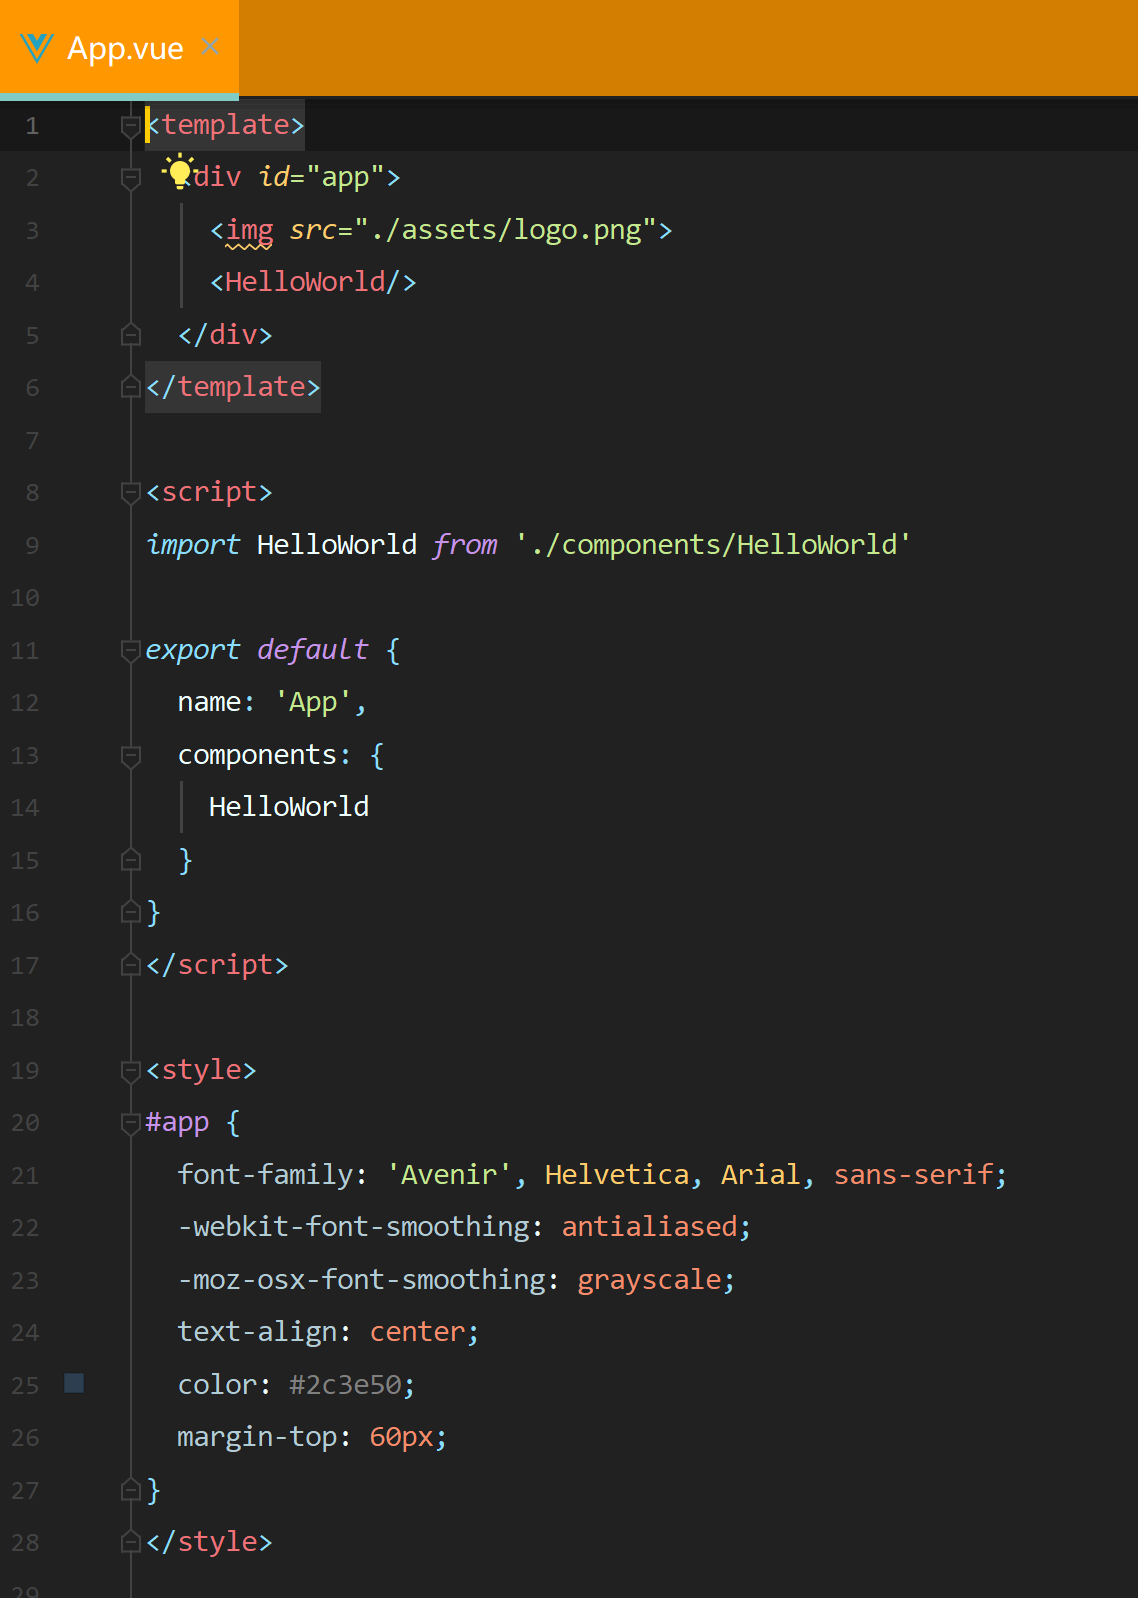 App.vue
1 <template>
2   <div id="app">
3     <img src="./assets/logo.png">
4     <HelloWorld/>
5   </div>
6 </template>
7
8 <script>
9 import HelloWorld from './components/HelloWorld'
10
11 export default {
12   name: 'App',
13   components: {
14     HelloWorld
15   }
16 }
17 </script>
18
19 <style>
20 #app {
21   font-family: 'Avenir', Helvetica, Arial, sans-serif;
22   -webkit-font-smoothing: antialiased;
23   -moz-osx-font-smoothing: grayscale;
24   text-align: center;
25   color: #2c3e50;
26   margin-top: 60px;
27 }
28 </style>
29